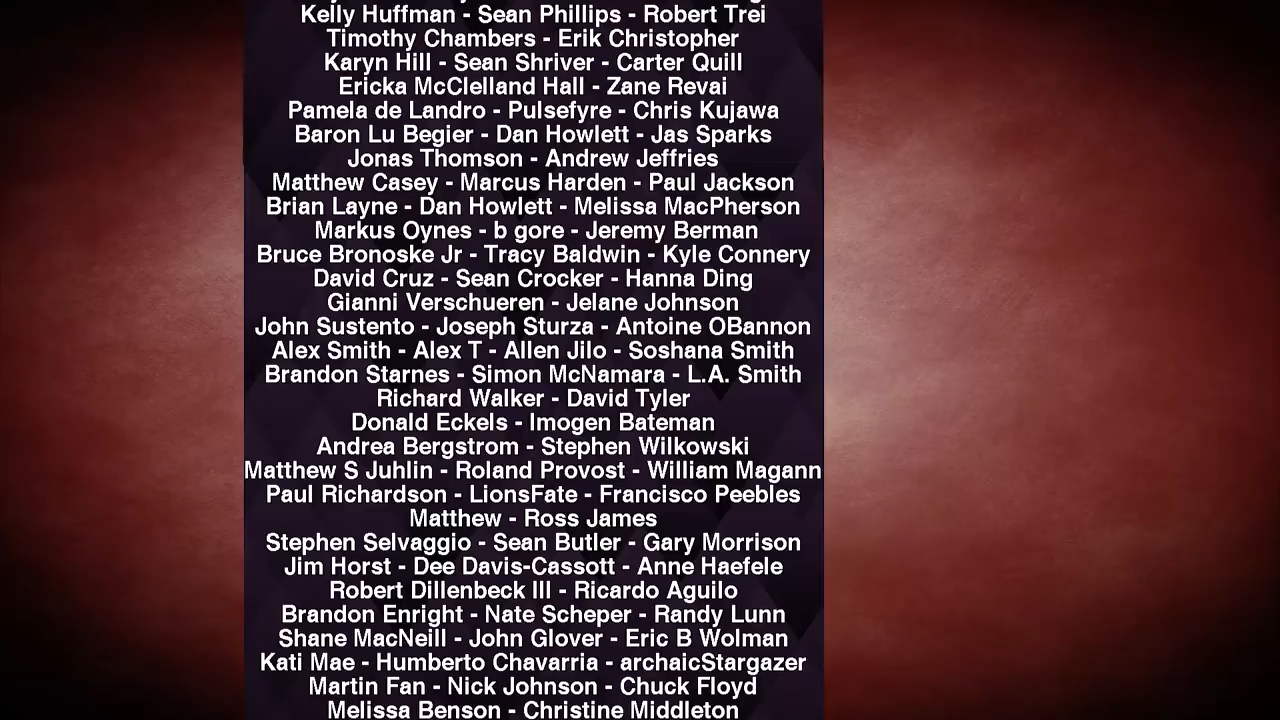 Kelly Huffman - Sean Phillips - Robert Trei
Timothy Chambers - Erik Christopher
Karyn Hill - Sean Shriver - Carter Quill
Ericka McClelland Hall - Zane Revai
Pamela de Landro - Pulsefyre - Chris Kujawa
Baron Lu Begier - Dan Howlett - Jas Sparks
Jonas Thomson - Andrew Jeffries
Matthew Casey - Marcus Harden - Paul Jackson
Brian Layne - Dan Howlett - Melissa MacPherson
Markus Oynes - b gore - Jeremy Berman
Bruce Bronoske Jr - Tracy Baldwin - Kyle Connery
David Cruz - Sean Crocker - Hanna Ding
Gianni Verschueren - Jelane Johnson
John Sustento - Joseph Sturza - Antoine OBannon
Alex Smith - Alex T - Allen Jilo - Soshana Smith
Brandon Starnes - Simon McNamara - L.A. Smith
Richard Walker - David Tyler
Donald Eckels - Imogen Bateman
Andrea Bergstrom - Stephen Wilkowski
Matthew S Juhlin - Roland Provost - William Magann
Paul Richardson - LionsFate - Francisco Peebles
Matthew - Ross James
Stephen Selvaggio - Sean Butler - Gary Morrison
Jim Horst - Dee Davis-Cassott - Anne Haefele
Robert Dillenbeck III - Ricardo Aguilo
Brandon Enright - Nate Scheper - Randy Lunn
Shane MacNeill - John Glover - Eric B Wolman
Kati Mae - Humberto Chavarria - archaicStargazer
Martin Fan - Nick Johnson - Chuck Floyd
Melissa Benson - Christine Middleton